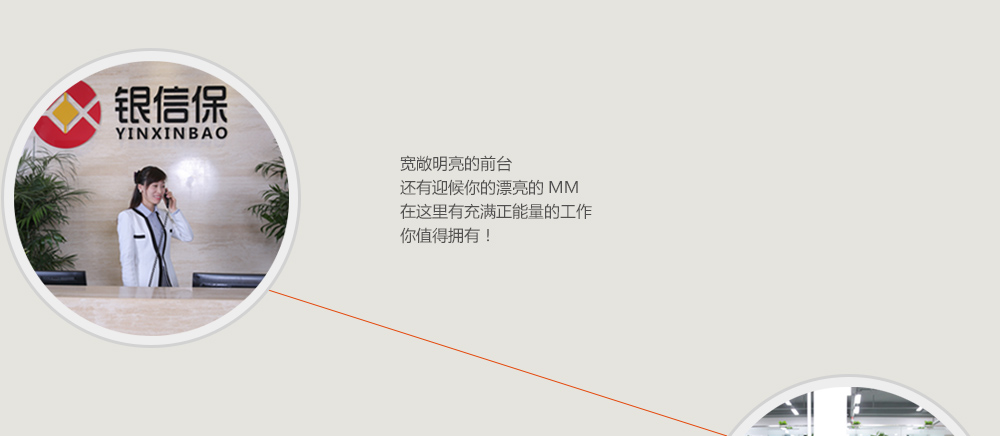 银信保
YINXINBAO
宽敞明亮的前台
还有迎候你的漂亮的 MM
在这里有充满正能量的工作
你值得拥有！